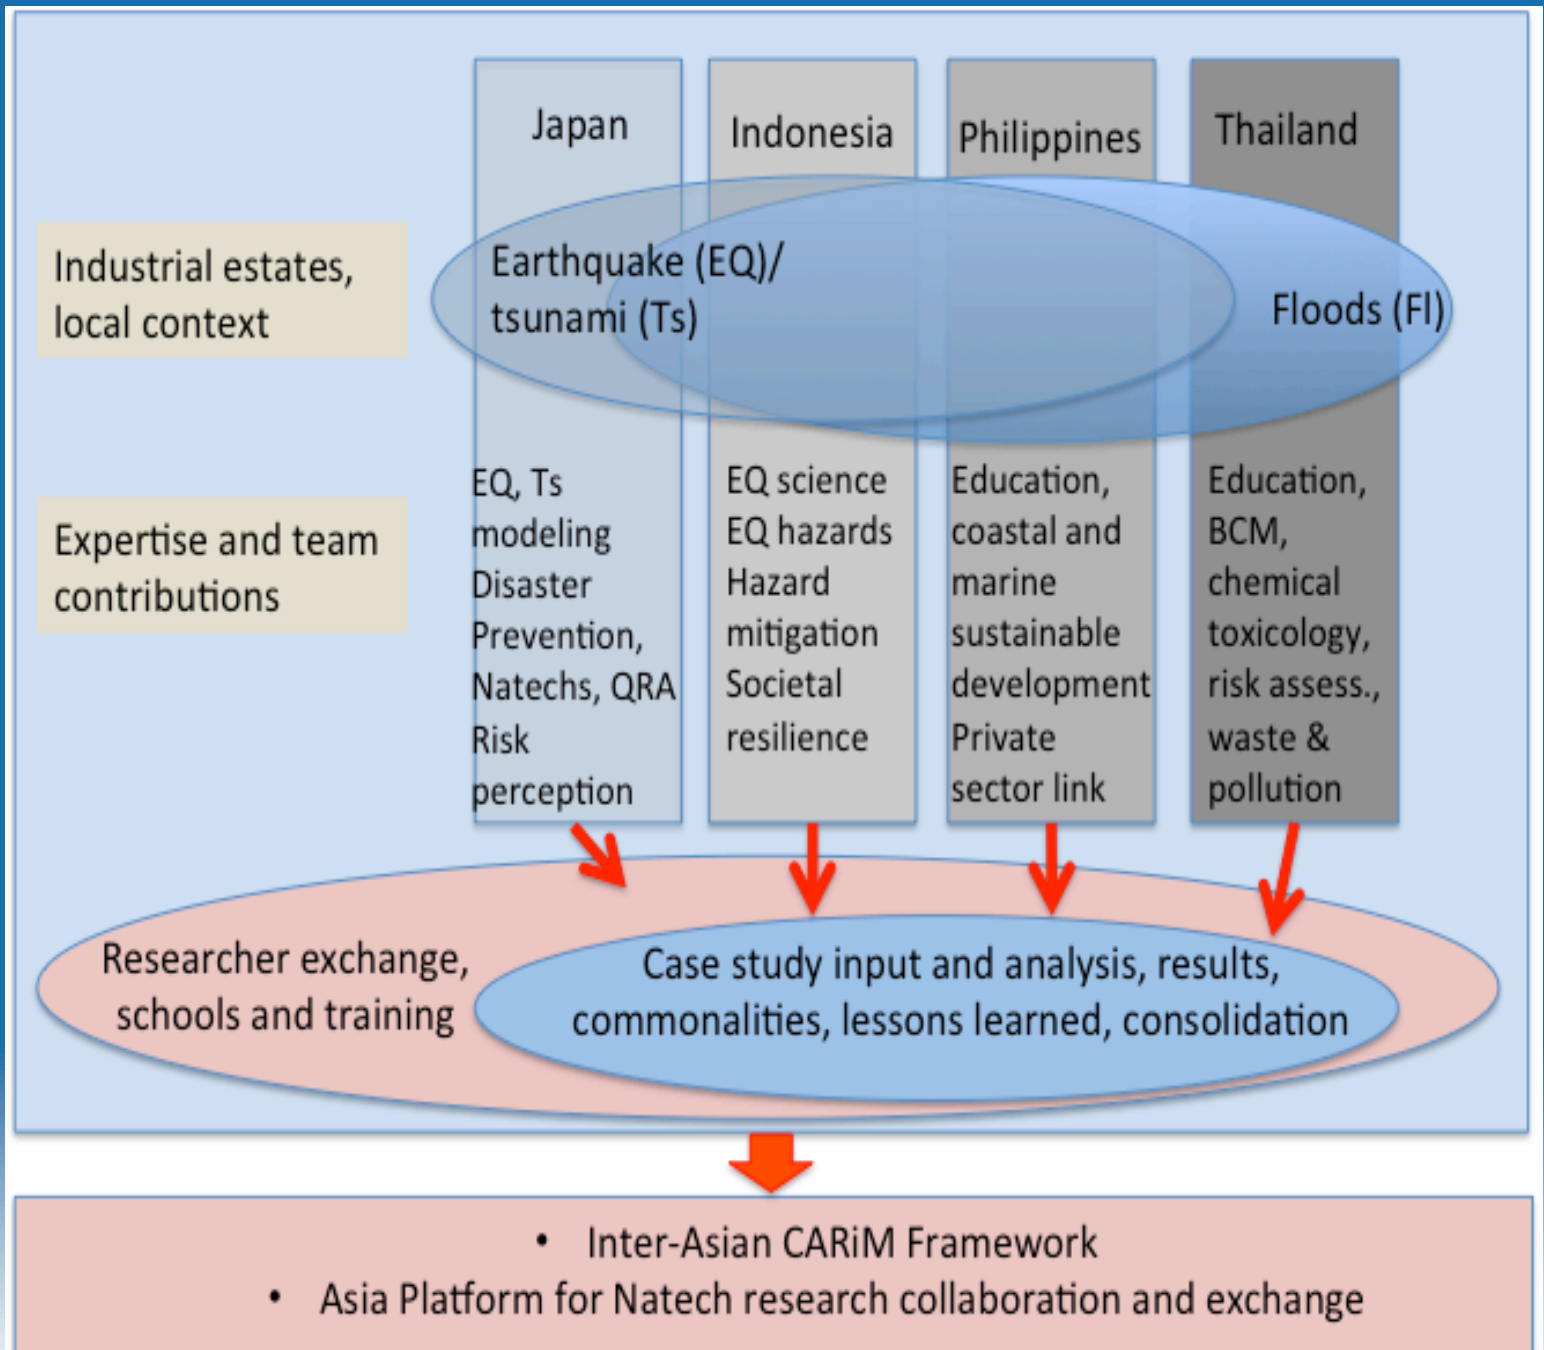 Japan
Indonesia
Philippines
Thailand
Industrial estates,
local context
Earthquake (EQ)/
tsunami (Ts)
Floods (Fl)
Expertise and team
contributions
EQ, Ts
modeling
Disaster
Prevention,
Natechs, QRA
Risk
perception
EQ science
EQ hazards
Hazard
mitigation
Societal
resilience
Education,
coastal and
marine
sustainable
development
Private
sector link
Education,
BCM,
chemical
toxicology,
risk assess.,
waste &
pollution
Researcher exchange,
schools and training
Case study input and analysis, results,
commonalities, lessons learned, consolidation
• Inter-Asian CARiM Framework
• Asia Platform for Natech research collaboration and exchange